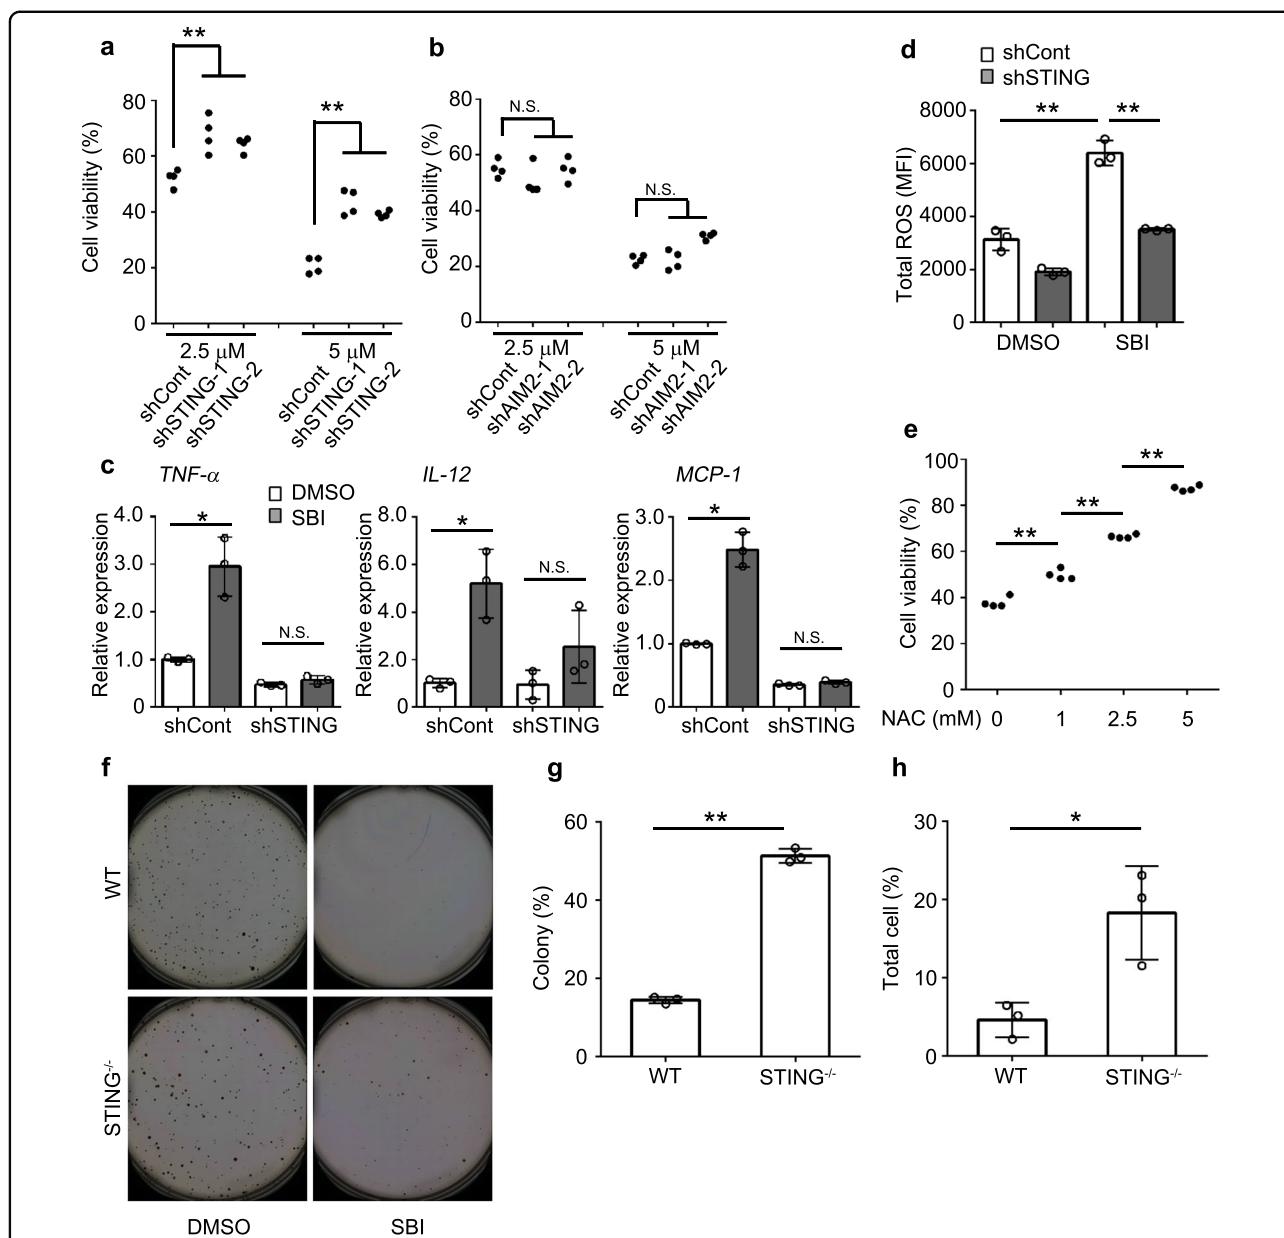 a
**
**
80
60
40
20
0
Cell viability (%)
2.5 μM
5 μM
shCont
shSTING-1
shSTING-2
shCont
shSTING-1
shSTING-2
b
N.S.
N.S.
80
60
40
20
0
Cell viability (%)
2.5 μM
5 μM
shCont
shAIM2-1
shAIM2-2
shCont
shAIM2-1
shAIM2-2
d
shCont
shSTING
**
**
8000
6000
4000
2000
0
Total ROS (MFI)
DMSO
SBI
c
TNF-α
DMSO
SBI
*
N.S.
4.0
3.0
2.0
1.0
0
Relative expression
shCont
shSTING
IL-12
*
N.S.
8.0
6.0
4.0
2.0
0
Relative expression
shCont
shSTING
MCP-1
*
N.S.
3.0
2.0
1.0
0
Relative expression
shCont
shSTING
e
**
**
**
100
80
60
40
20
0
Cell viability (%)
NAC (mM)
0
1
2.5
5
f
WT
STING-/-
DMSO
SBI
g
**
60
40
20
0
Colony (%)
WT
STING-/-
h
*
30
20
10
0
Total cell (%)
WT
STING-/-